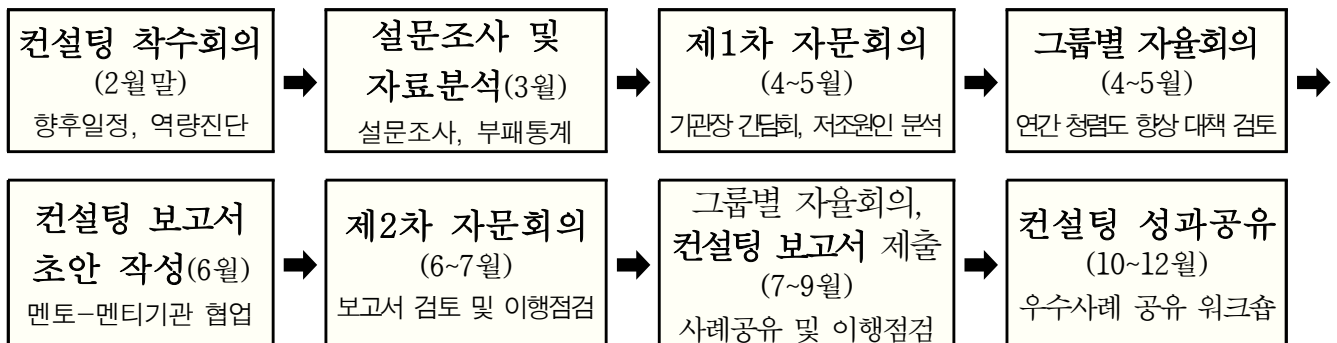 컨설팅 착수회의
(2월말)
향후일정, 역량진단
설문조사 및
자료분석(3월)
설문조사, 부패통계
제1차 자문회의
(4~5월)
기관장 간담회, 저조원인 분석
그룹별 자율회의
(4~5월)
연간 청렴도 향상 대책 검토
컨설팅 보고서
초안 작성(6월)
멘토-멘티기관 협업
제2차 자문회의
(6~7월)
보고서 검토 및 이행점검
그룹별 자율회의,
컨설팅 보고서 제출
(7~9월)
사례공유 및 이행점검
컨설팅 성과공유
(10~12월)
우수사례 공유 워크숍